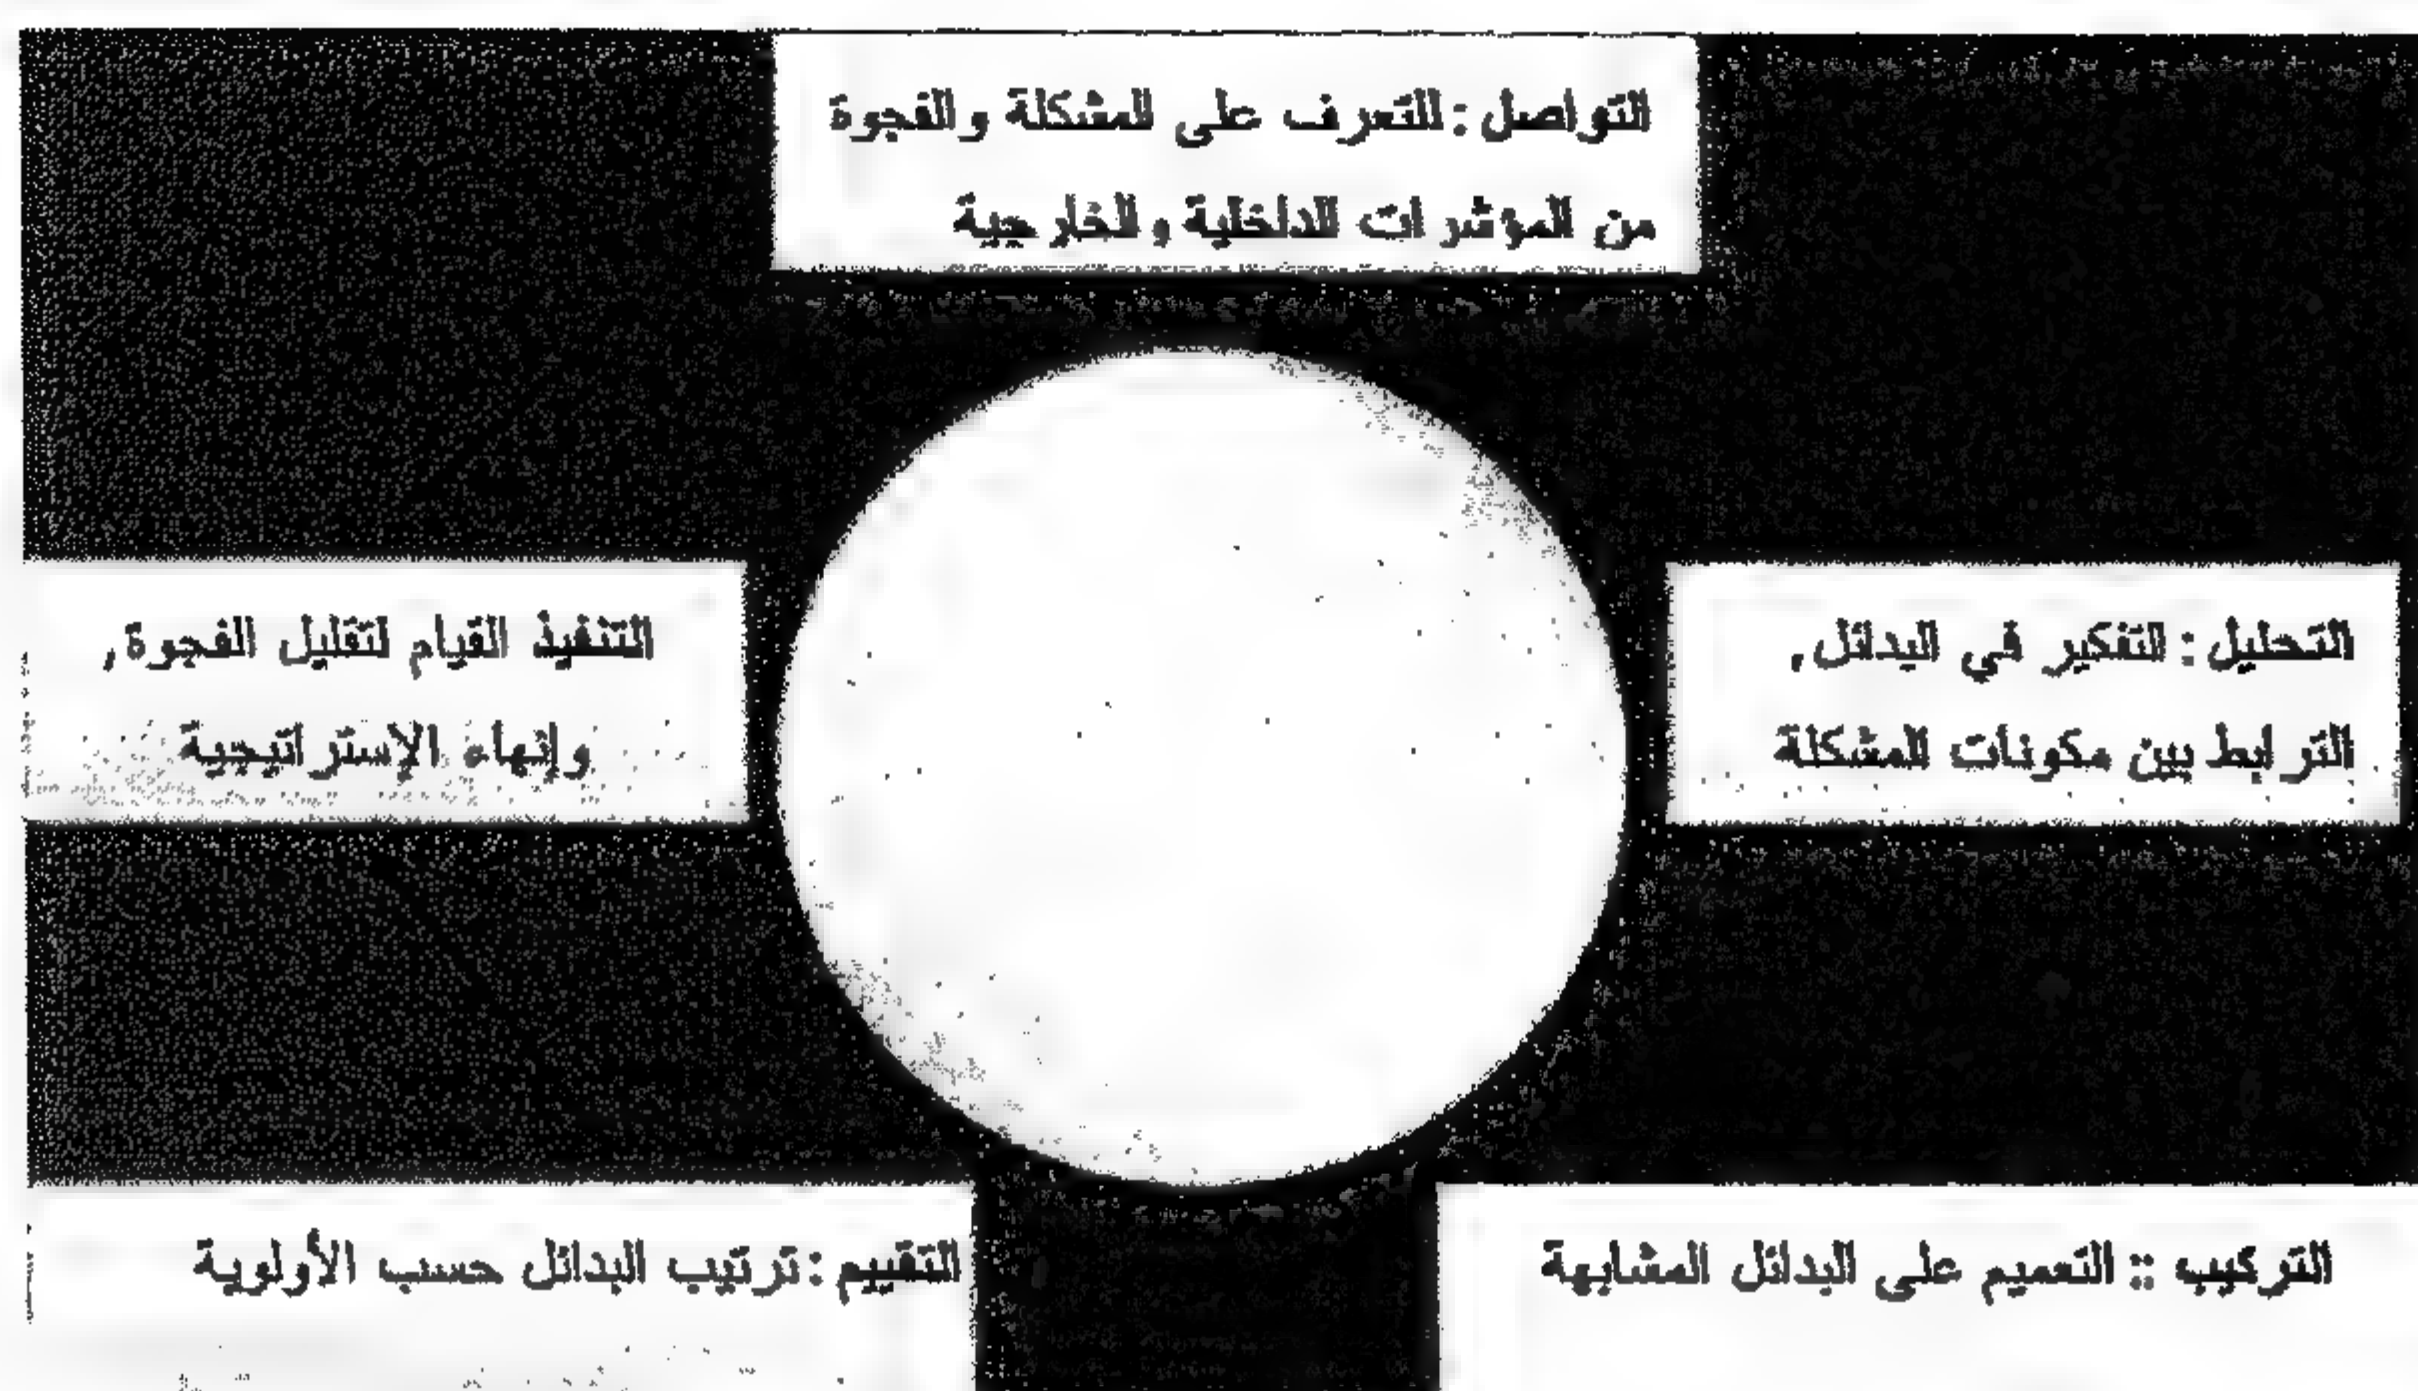 التواصل : للتعرف على المشكلة والفجوة
من المؤشرات الداخلية والخارجية
التحليل : التفكير في البدائل,
الترابط بين مكونات المشكلة
التنفيذ القيام لتقليل الفجوة,
وإنهاء الإستراتيجية
التركيب :: التعميم على البدائل المشابهة
التقييم : ترتيب البدائل حسب الأولوية